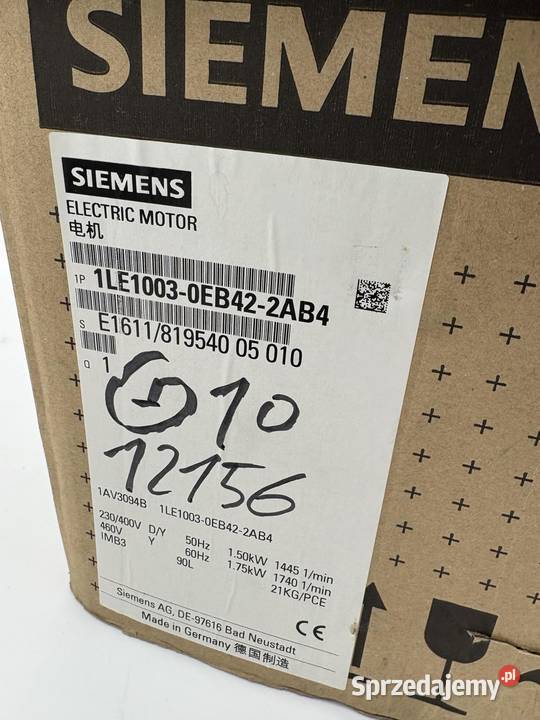 SIEMEN
SIEMENS
ELECTRIC MOTOR
电机
1P 1LE1003-0EB42-2AB4
S E1611/819540 05 010
Q 1
10
12156
1AV3094B 1LE1003-0EB42-2AB4
230/400V D/Y 50Hz 1.50kW 1445 1/min
460V Y 60Hz 1.75kW 1740 1/min
IMB3 90L 21KG/PCE
Siemens AG, DE-97616 Bad Neustadt
Made in Germany 德国制造
CE
Sprzedajemy.pl